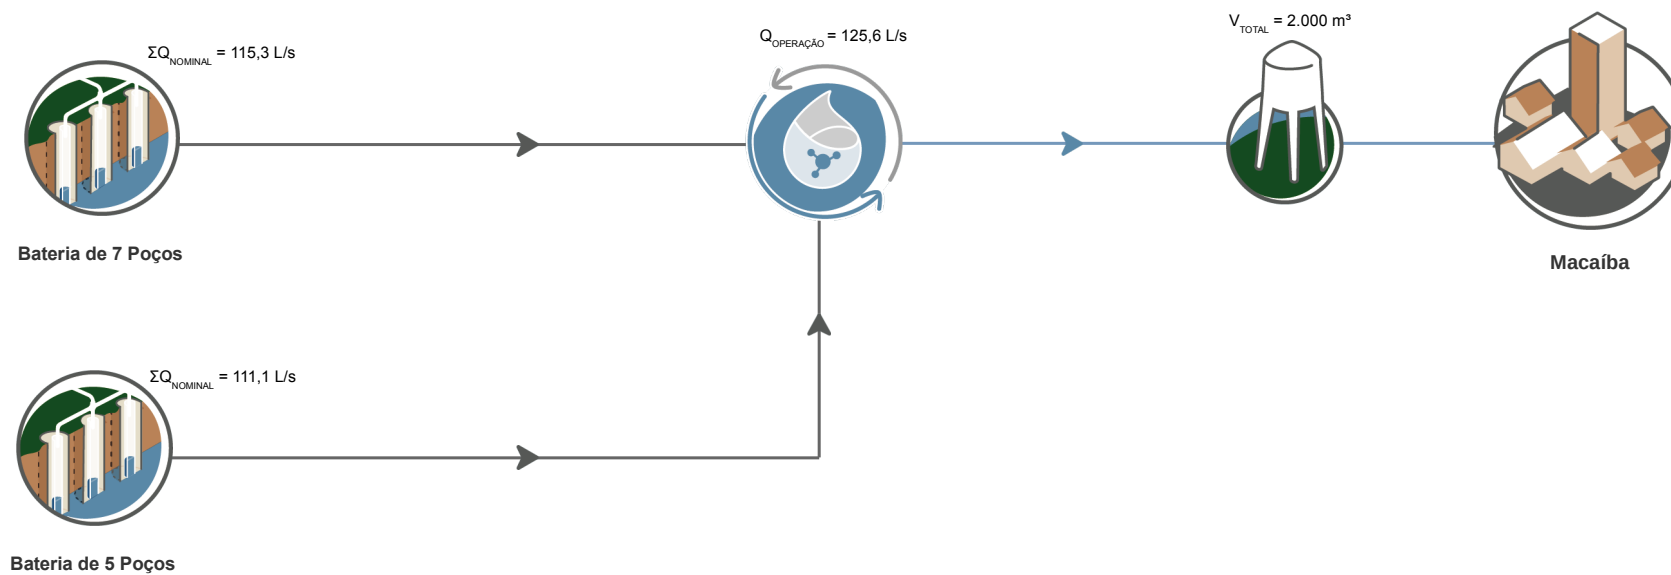 ΣQNOMINAL = 115,3 L/s
QOPERAÇÃO = 125,6 L/s
VTOTAL = 2.000 m³
Bateria de 7 Poços
Macaíba
ΣQNOMINAL = 111,1 L/s
Bateria de 5 Poços